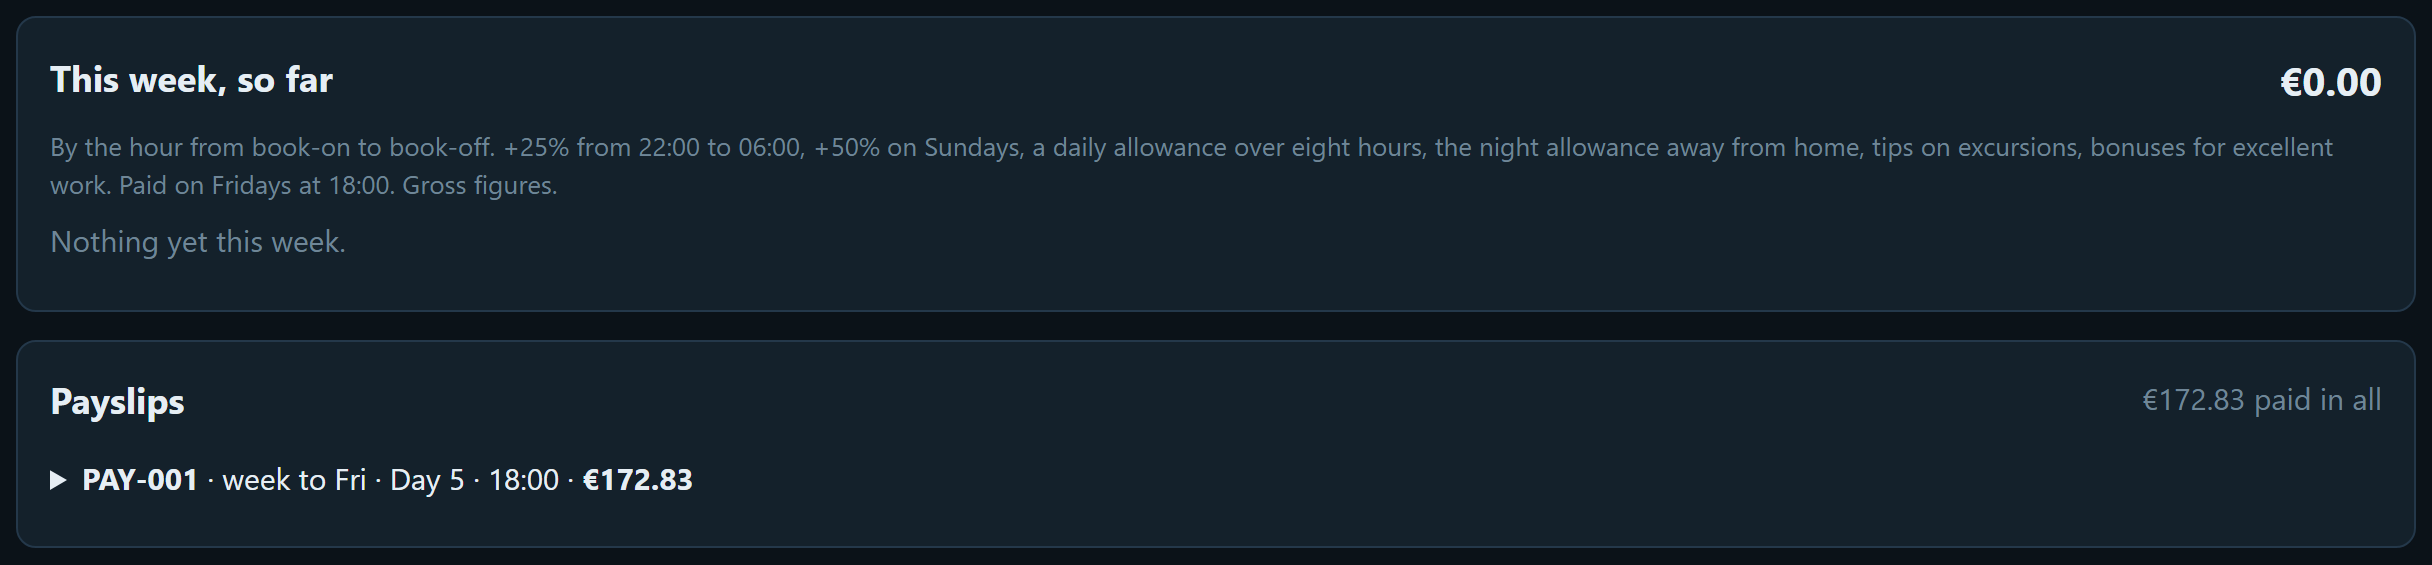 This week, so far
€0.00
By the hour from book-on to book-off. +25% from 22:00 to 06:00, +50% on Sundays, a daily allowance over eight hours, the night allowance away from home, tips on excursions, bonuses for excellent
work. Paid on Fridays at 18:00. Gross figures.
Nothing yet this week.
Payslips
€172.83 paid in all
▶ PAY-001 · week to Fri · Day 5 · 18:00 · €172.83